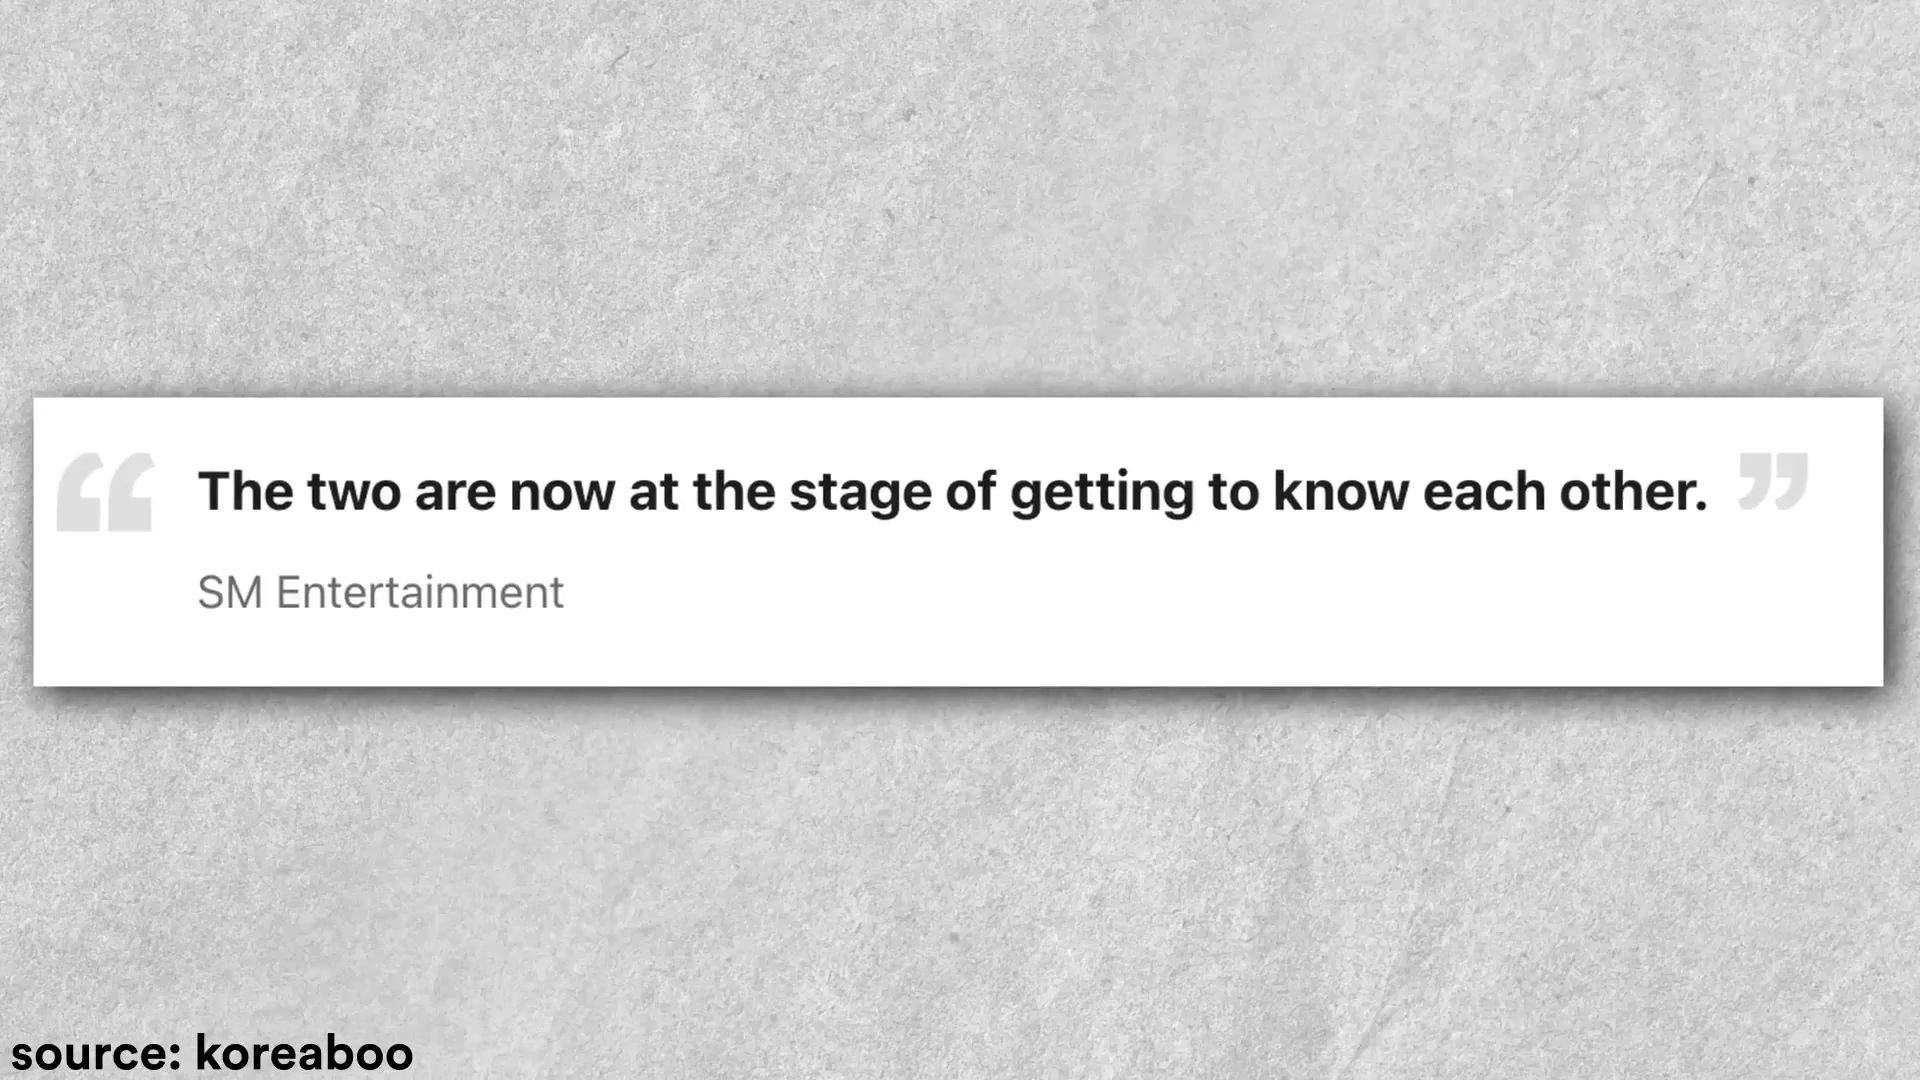 “ The two are now at the stage of getting to know each other. ”
SM Entertainment
source: koreaboo